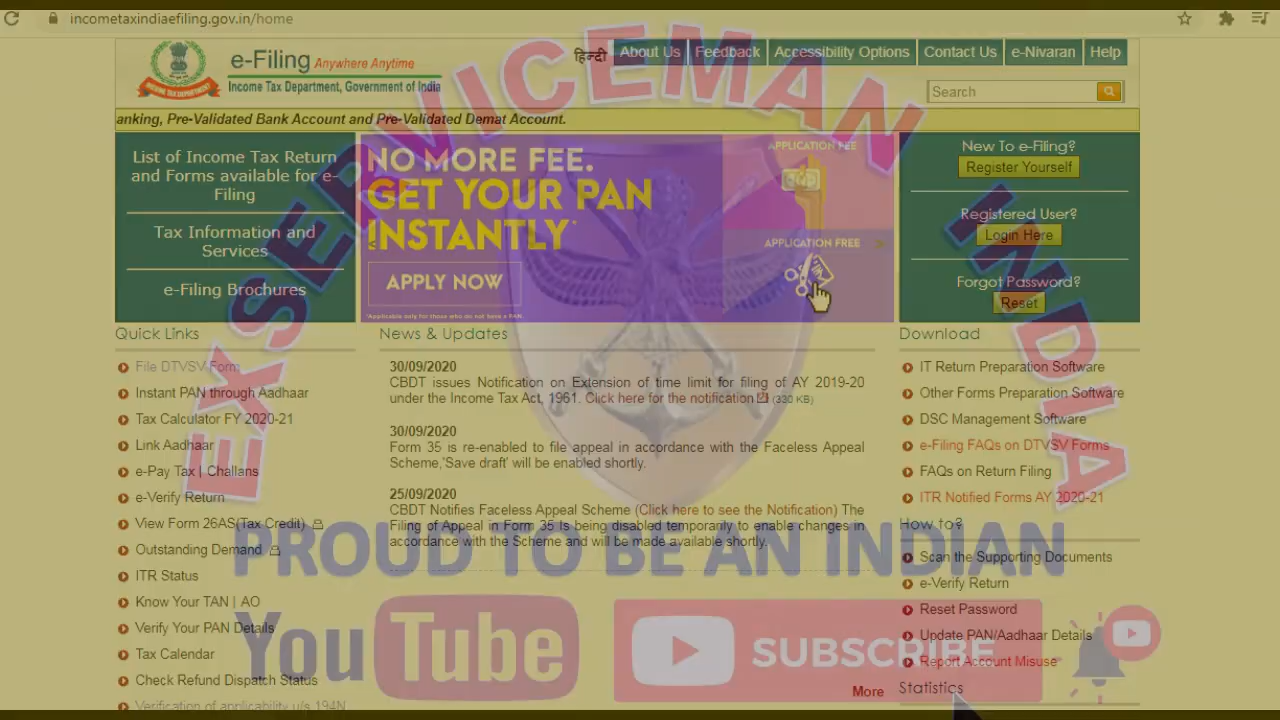 incometaxindiaefiling.gov.in/home
e-Filing Anywhere Anytime
Income Tax Department, Government of India
हिन्दी About Us Feedback Accessibility Options Contact Us e-Nivaran Help
Search
anking, Pre-Validated Bank Account and Pre-Validated Demat Account.
EXSERVICEMAN INDIA
List of Income Tax Return
and Forms available for e-
Filing
Tax Information and
Services
e-Filing Brochures
NO MORE FEE.
GET YOUR PAN
INSTANTLY*
APPLY NOW
*Applicable only for those who do not have a PAN.
APPLICATION FEE
APPLICATION FREE
New To e-Filing?
Register Yourself
Registered User?
Login Here
Forgot Password?
Reset
Quick Links
File DTVSV Form
Instant PAN through Aadhaar
Tax Calculator FY 2020-21
Link Aadhaar
e-Pay Tax | Challans
e-Verify Return
View Form 26AS(Tax Credit)
Outstanding Demand
ITR Status
Know Your TAN | AO
Verify Your PAN Details
Tax Calendar
Check Refund Dispatch Status
Verification of applicability u/s 194N
News & Updates
30/09/2020
CBDT issues Notification on Extension of time limit for filing of AY 2019-20
under the Income Tax Act, 1961. Click here for the notification (330 KB)
30/09/2020
Form 35 is re-enabled to file appeal in accordance with the Faceless Appeal
Scheme,'Save draft' will be enabled shortly.
25/09/2020
CBDT Notifies Faceless Appeal Scheme (Click here to see the Notification) The
Filing of Appeal in Form 35 Is being disabled temporarily to enable changes in
accordance with the Scheme and will be made available shortly.
More
Download
IT Return Preparation Software
Other Forms Preparation Software
DSC Management Software
e-Filing FAQs on DTVSV Forms
FAQs on Return Filing
ITR Notified Forms AY 2020-21
How to?
Scan the Supporting Documents
e-Verify Return
Reset Password
Update PAN/Aadhaar Details
Report Account Misuse
Statistics
PROUD TO BE AN INDIAN
YouTube
SUBSCRIBE